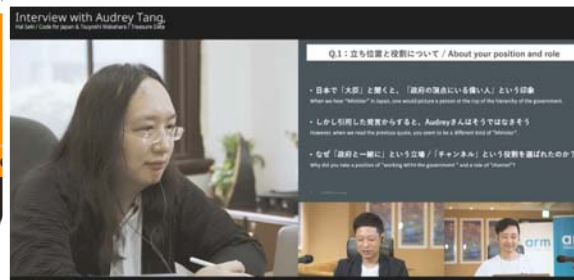 Interview with Audrey Tang,
Hal Seki / Code for Japan & Tsuyoshi Wakahara / Treasure Data
Q.1：立ち位置と役割について / About your position and role
・日本で「大臣」と聞くと、「政府の頂点にいる偉い人」という印象
When we hear "Minister" in Japan, one would picture a person at the top of the hierarchy of the government.
・しかし引用した発言からすると、Audreyさんはそうではなさそう
However, when we read the previous quote, you seem to be a different kind of "Minister".
・なぜ「政府と一緒に」という立場 /「チャンネル」という役割を選ばれたのか？
Why did you take a position of "working WITH the government" and a role of "channel"?
arm